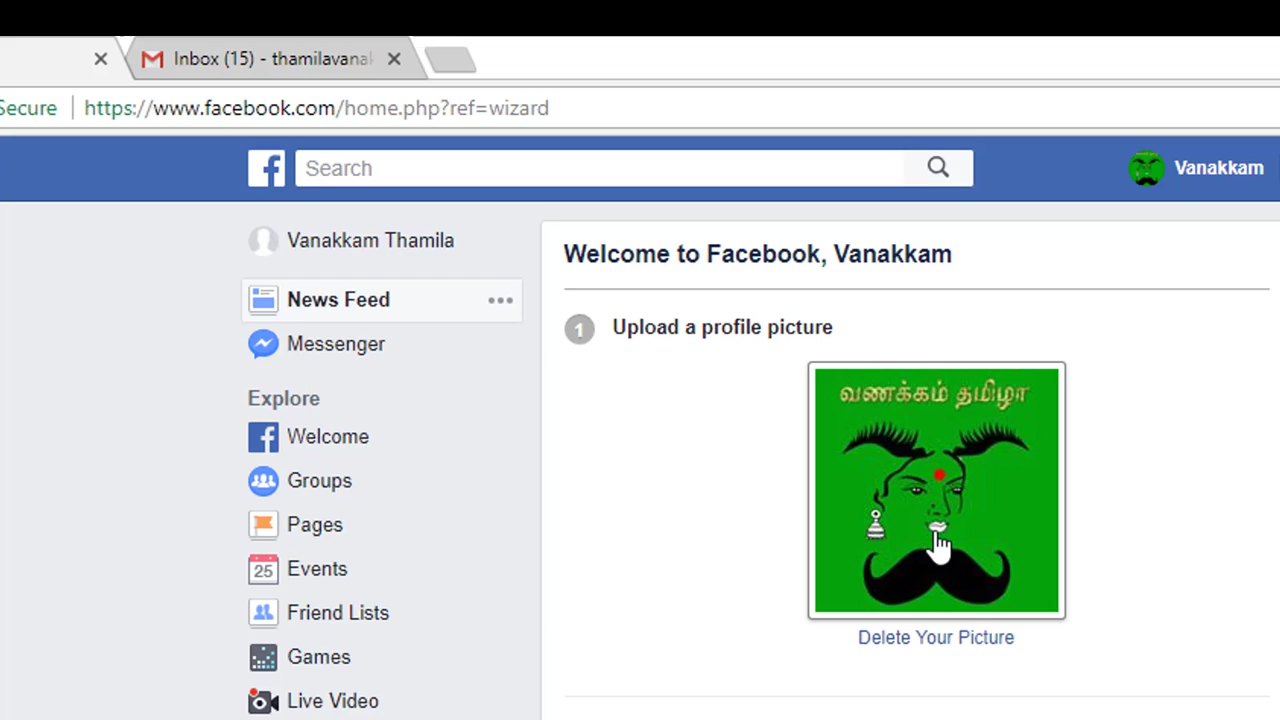 Inbox (15) - thamilavana
Secure
https://www.facebook.com/home.php?ref=wizard
Search
Vanakkam
Vanakkam Thamila
News Feed
Messenger
Explore
Welcome
Groups
Pages
25
Events
Friend Lists
Games
Live Video
Welcome to Facebook, Vanakkam
1
Upload a profile picture
வணக்கம் தமிழா
Delete Your Picture